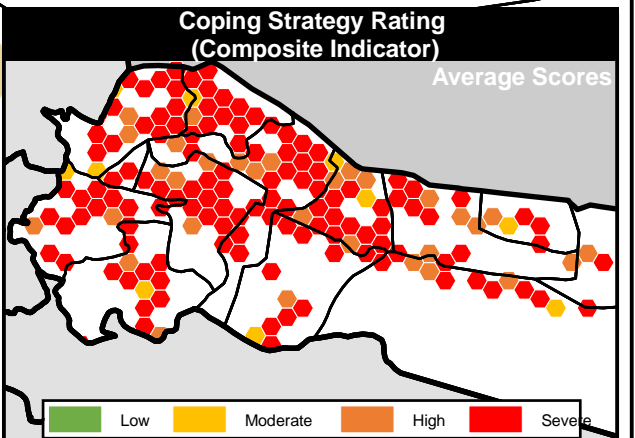 Coping Strategy Rating
(Composite Indicator)
Average Scores
Low Moderate High Severe